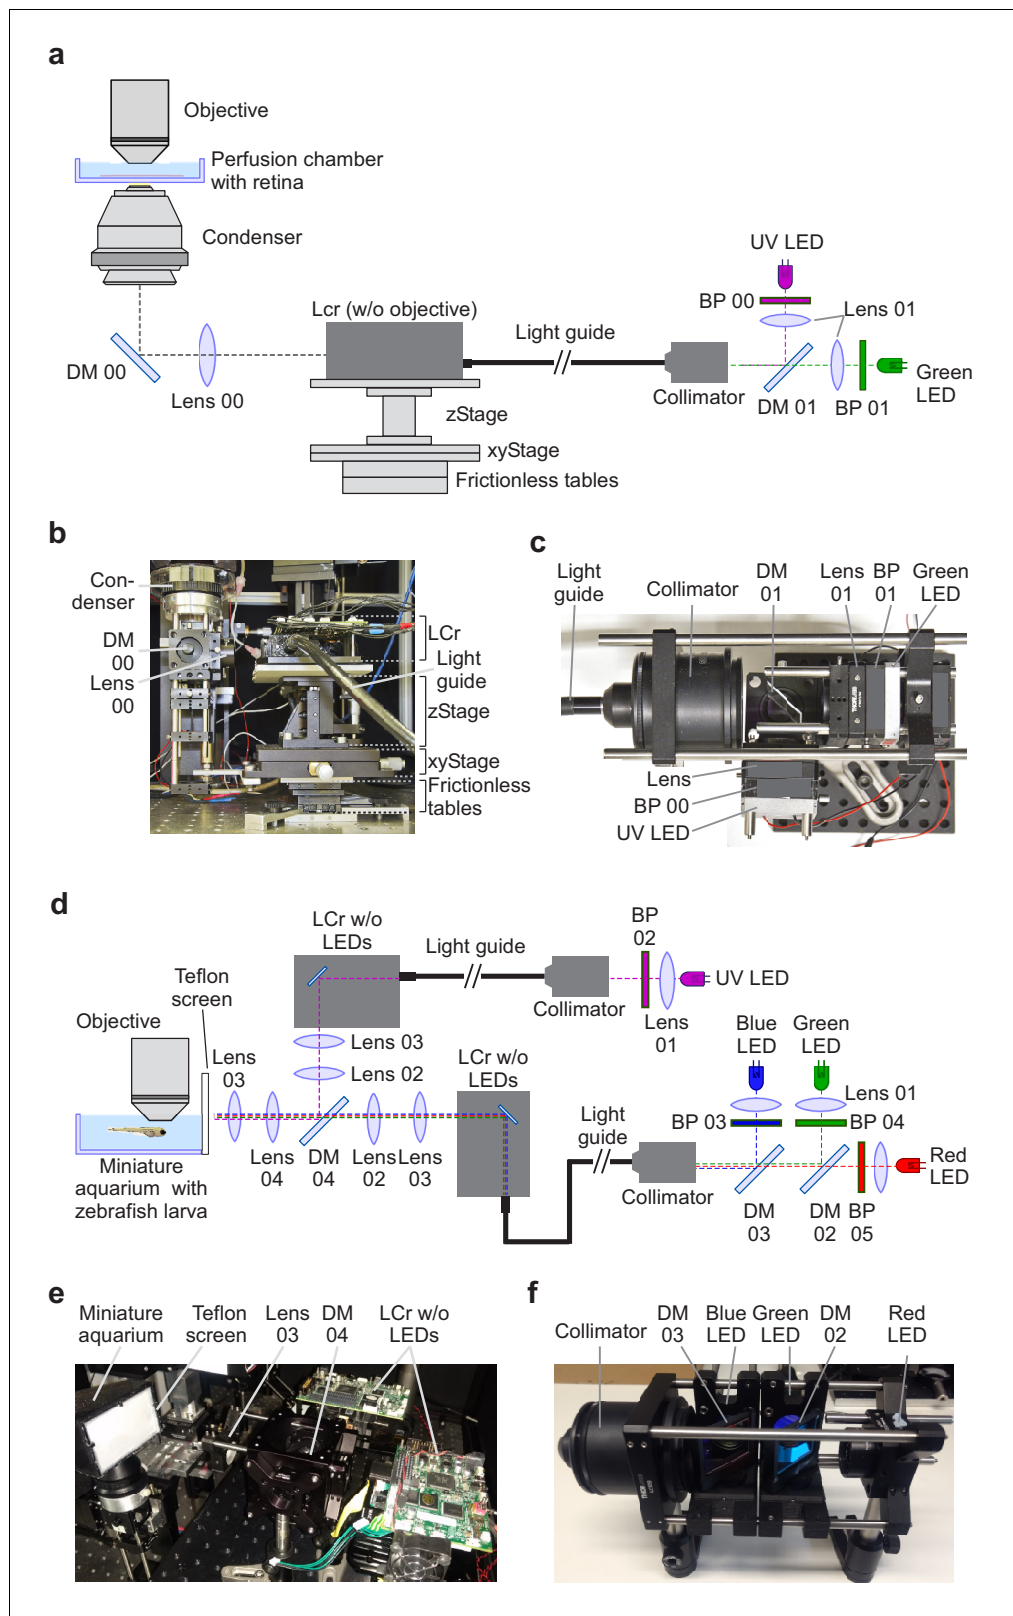 a
Objective
Perfusion chamber
with retina
Condenser
DM 00
Lens 00
Lcr (w/o objective)
zStage
xyStage
Frictionless tables
Light guide
Collimator
UV LED
BP 00
Lens 01
DM 01
BP 01
Green
LED
b
Con-
denser
DM
00
Lens
00
LCr
Light
guide
zStage
xyStage
Frictionless
tables
c
Light
guide
Collimator
DM
01
Lens
01
BP
01
Green
LED
Lens
BP 00
UV LED
d
LCr w/o
LEDs
Light guide
Collimator
BP
02
Lens
01
UV LED
Teflon
screen
Objective
Lens
03
Lens 03
Lens 02
Lens
04
DM
04
Lens
02
Lens
03
LCr w/o
LEDs
Miniature
aquarium with
zebrafish larva
Light
guide
Collimator
Blue
LED
Green
LED
Lens 01
BP 03
BP 04
Red
LED
DM
03
DM
02
BP
05
e
Miniature
aquarium
Teflon
screen
Lens
03
DM
04
LCr w/o
LEDs
f
Collimator
DM
03
Blue
LED
Green
LED
DM
02
Red
LED